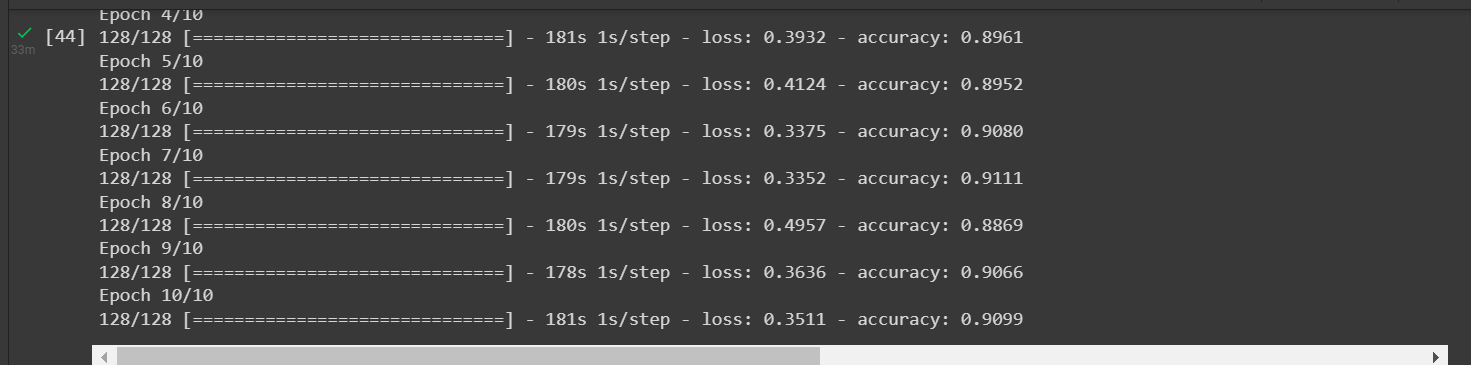 Epoch 4/10
[44] 128/128 [==============================] - 181s 1s/step - loss: 0.3932 - accuracy: 0.8961
33m
Epoch 5/10
128/128 [==============================] - 180s 1s/step - loss: 0.4124 - accuracy: 0.8952
Epoch 6/10
128/128 [==============================] - 179s 1s/step - loss: 0.3375 - accuracy: 0.9080
Epoch 7/10
128/128 [==============================] - 179s 1s/step - loss: 0.3352 - accuracy: 0.9111
Epoch 8/10
128/128 [==============================] - 180s 1s/step - loss: 0.4957 - accuracy: 0.8869
Epoch 9/10
128/128 [==============================] - 178s 1s/step - loss: 0.3636 - accuracy: 0.9066
Epoch 10/10
128/128 [==============================] - 181s 1s/step - loss: 0.3511 - accuracy: 0.9099